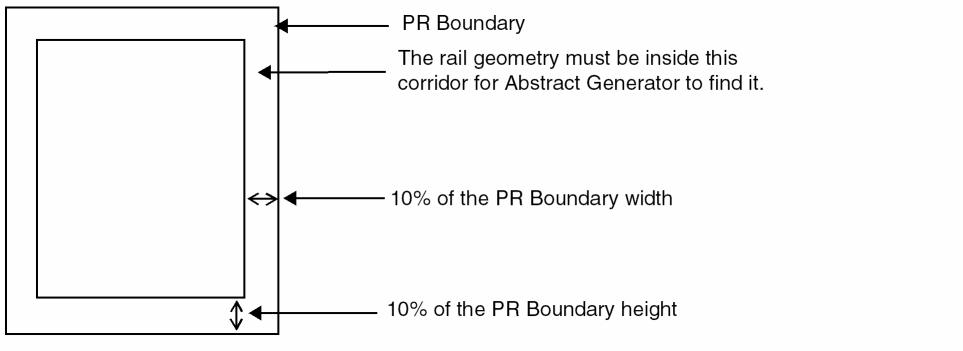 PR Boundary
The rail geometry must be inside this
corridor for Abstract Generator to find it.
10% of the PR Boundary width
10% of the PR Boundary height